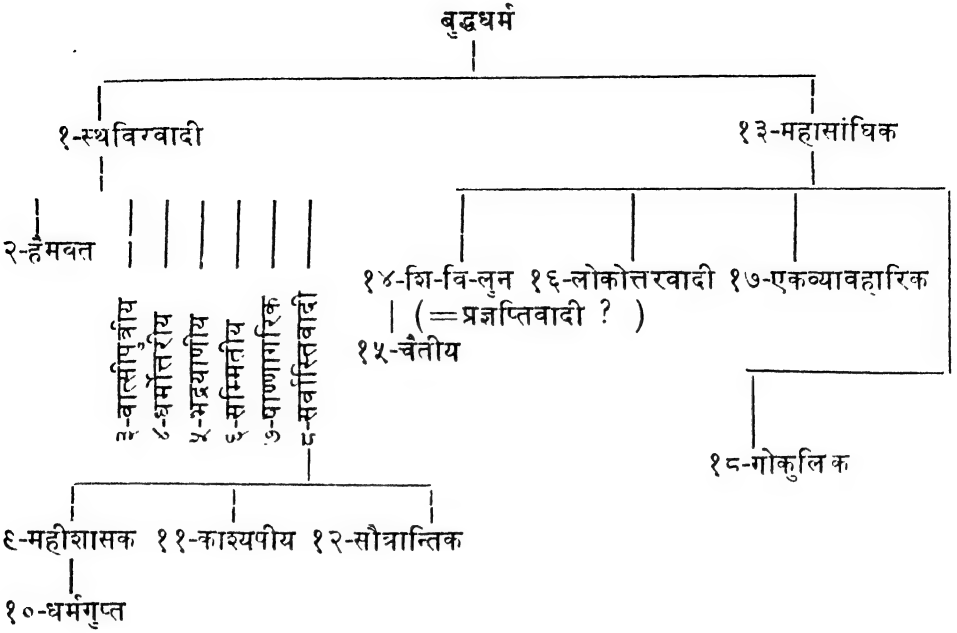 बुद्धधर्म
१-स्थविरवादी
१३-महासांघिक
२-हैमवत
३-वात्सीपुत्रीय
४-धर्मोत्तरीय
५-भद्रयाणीय
६-सम्मितीय
७-षाण्णागरिक
८-सर्वास्तिवादी
१४-शि-वि-लुन १६-लोकोत्तरवादी १७-एकव्यावहारिक
(=प्रज्ञप्तिवादी ? )
१५-चैतीय
१८-गोकुलिक
९-महीशासक ११-काश्यपीय १२-सौत्रान्तिक
१०-धर्मगुप्त